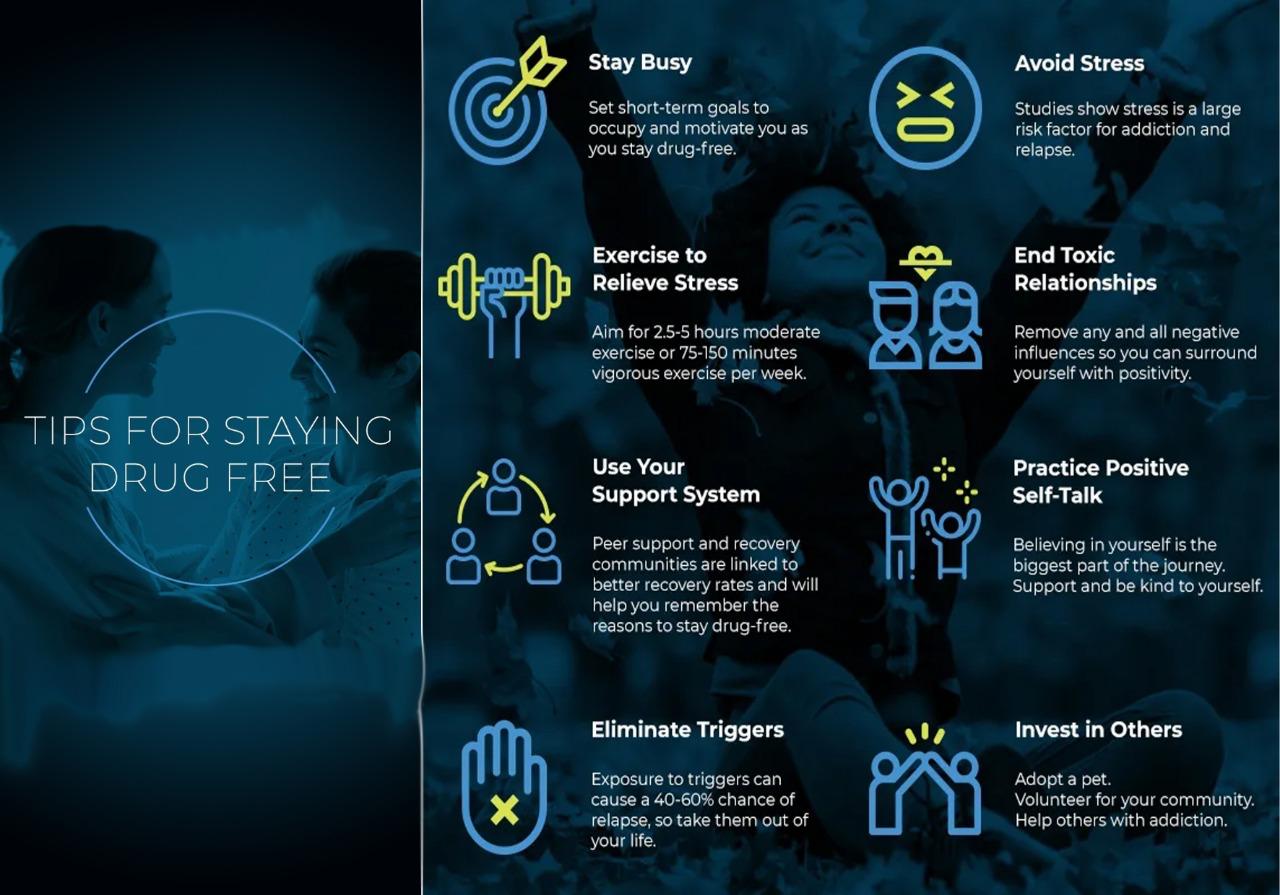 TIPS FOR STAYING
DRUG FREE
Stay Busy
Set short-term goals to
occupy and motivate you as
you stay drug-free.
Avoid Stress
Studies show stress is a large
risk factor for addiction and
relapse.
Exercise to
Relieve Stress
Aim for 2.5-5 hours moderate
exercise or 75-150 minutes
vigorous exercise per week.
End Toxic
Relationships
Remove any and all negative
influences so you can surround
yourself with positivity.
Use Your
Support System
Peer support and recovery
communities are linked to
better recovery rates and will
help you remember the
reasons to stay drug-free.
Practice Positive
Self-Talk
Believing in yourself is the
biggest part of the journey.
Support and be kind to yourself.
Eliminate Triggers
Exposure to triggers can
cause a 40-60% chance of
relapse, so take them out of
your life.
Invest in Others
Adopt a pet.
Volunteer for your community.
Help others with addiction.